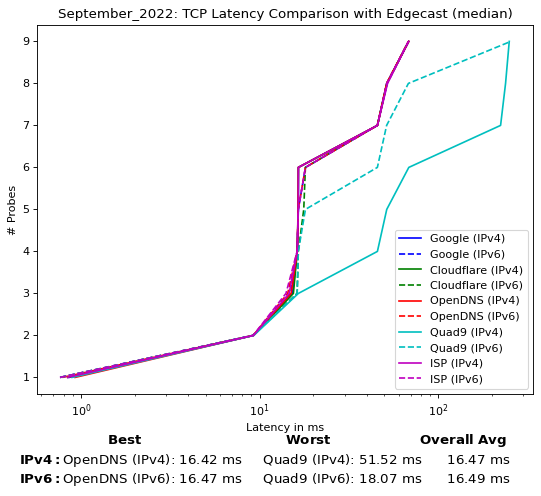 September_2022: TCP Latency Comparison with Edgecast (median)
# Probes
9
8
7
6
5
4
3
2
1
Google (IPv4)
Google (IPv6)
Cloudflare (IPv4)
Cloudflare (IPv6)
OpenDNS (IPv4)
OpenDNS (IPv6)
Quad9 (IPv4)
Quad9 (IPv6)
ISP (IPv4)
ISP (IPv6)
10⁰ 10¹ 10²
Latency in ms
Best Worst Overall Avg
IPv4: OpenDNS (IPv4): 16.42 ms Quad9 (IPv4): 51.52 ms 16.47 ms
IPv6: OpenDNS (IPv6): 16.47 ms Quad9 (IPv6): 18.07 ms 16.49 ms